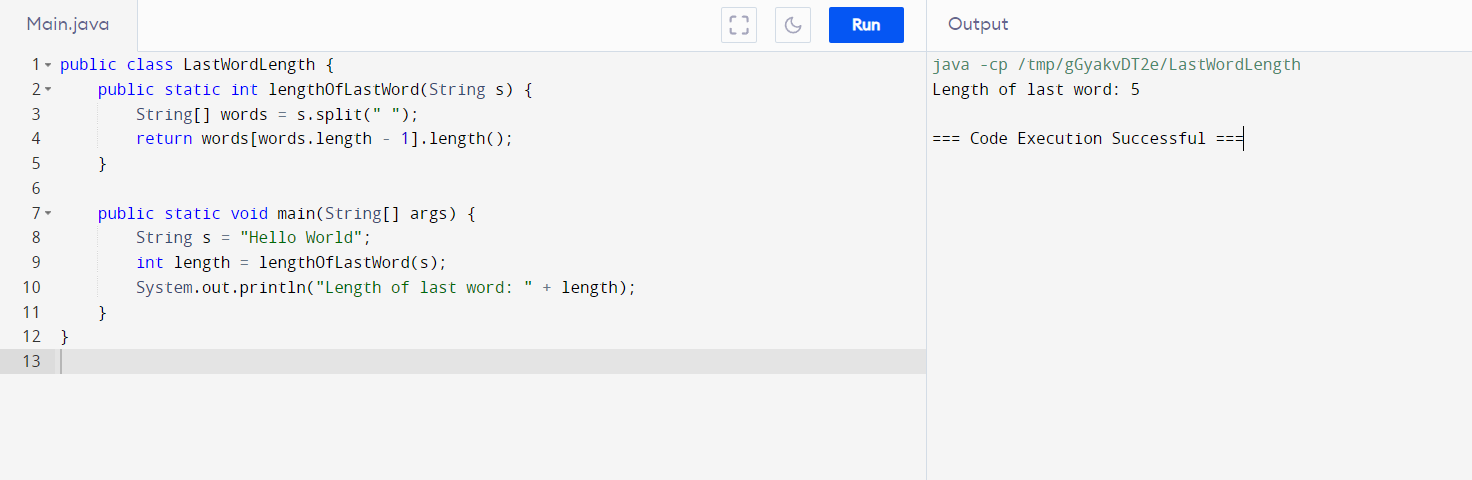 Main.java
Run
Output
1 public class LastWordLength {
2     public static int lengthOfLastWord(String s) {
3         String[] words = s.split(" ");
4         return words[words.length - 1].length();
5     }
6
7     public static void main(String[] args) {
8         String s = "Hello World";
9         int length = lengthOfLastWord(s);
10         System.out.println("Length of last word: " + length);
11     }
12 }
13
java -cp /tmp/gGyakvDT2e/LastWordLength
Length of last word: 5
=== Code Execution Successful ===